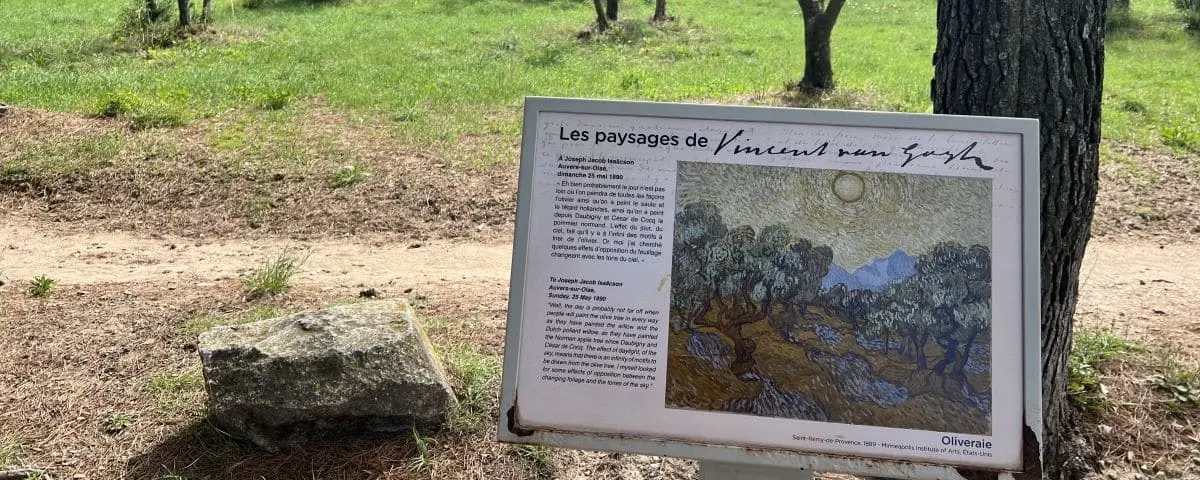 Les paysages de Vincent van Gogh
A Joseph Jacob Isaäcson
Auvers-sur-Oise,
dimanche 25 mai 1890
« Eh bien probablement le jour n'est pas
loin où l'on peindra de toutes les façons
l'olivier ainsi qu'on a peint le saule et
le têtard hollandais, ainsi qu'on a peint
depuis Daubigny et César de Cocq le
pommier normand. L'effet du jour, du
ciel, fait qu'il y a à l'infini des motifs à
tirer de l'olivier. Or moi j'ai cherché
quelques effets d'opposition du feuillage
changeant avec les tons du ciel. »
To Joseph Jacob Isaäcson
Auvers-sur-Oise,
Sunday, 25 May 1890
"Well, the day is probably not far off when
people will paint the olive tree in every way
as they have painted the willow and the
Dutch pollard willow, as they have painted
the Norman apple tree since Daubigny and
César de Cocq. The effect of daylight, of the
sky, means that there is an infinity of motifs to
be drawn from the olive tree. I myself looked
for some effects of opposition between the
changing foliage and the tones of the sky."
Oliveraie
Saint-Rémy-de-Provence, 1889 - Minneapolis Institute of Arts, États-Unis